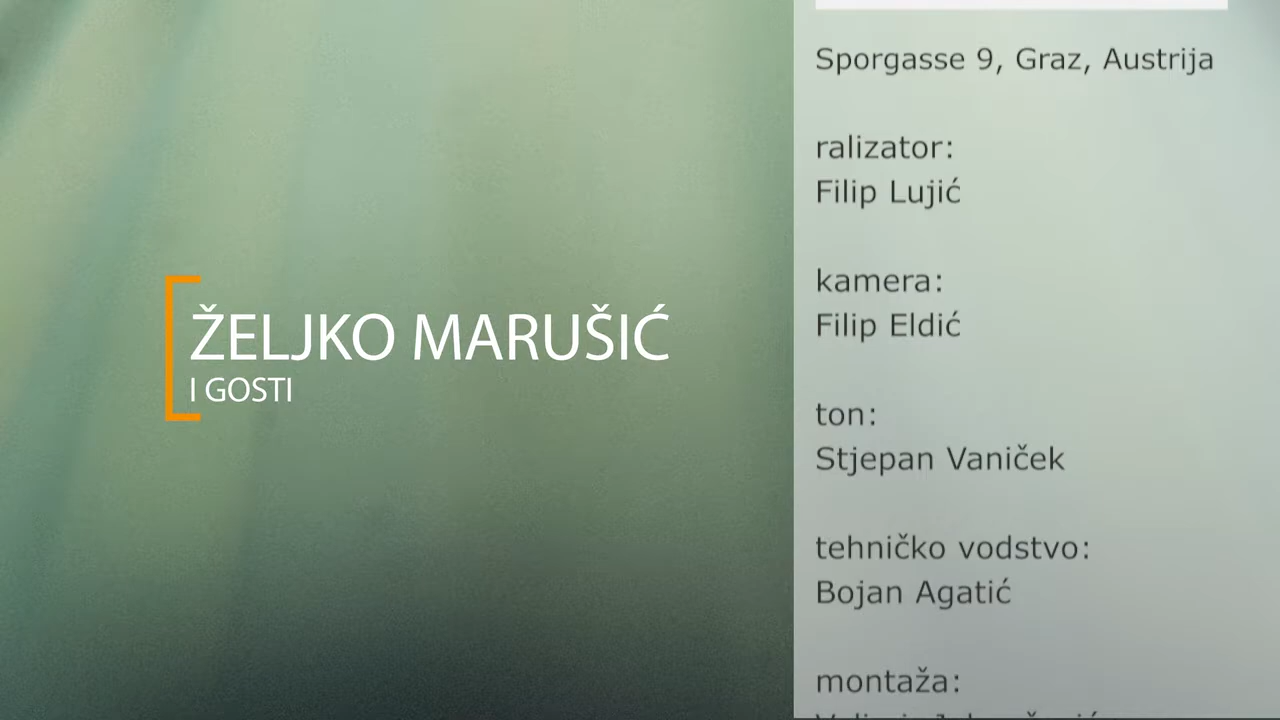 ŽELJKO MARUŠIĆ
I GOSTI
Sporgasse 9, Graz, Austrija
ralizator:
Filip Lujić
kamera:
Filip Eldić
ton:
Stjepan Vaniček
tehničko vodstvo:
Bojan Agatić
montaža: